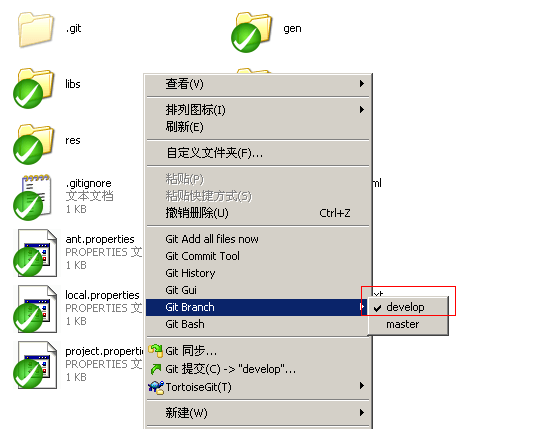 .git
gen
libs
res
.gitignore
文本文档
1 KB
ant.properties
PROPERTIES 文
1 KB
local.properties
PROPERTIES 文
1 KB
project.propertie
PROPERTIES 文
1 KB
查看(V)
排列图标(I)
刷新(E)
自定义文件夹(F)...
粘贴(P)
粘贴快捷方式(S)
撤销删除(U) Ctrl+Z
Git Add all files now
Git Commit Tool
Git History
Git Gui
Git Branch
Git Bash
Git 同步...
Git 提交(C) -> "develop"...
TortoiseGit(T)
新建(W)
ml
xt
develop
master